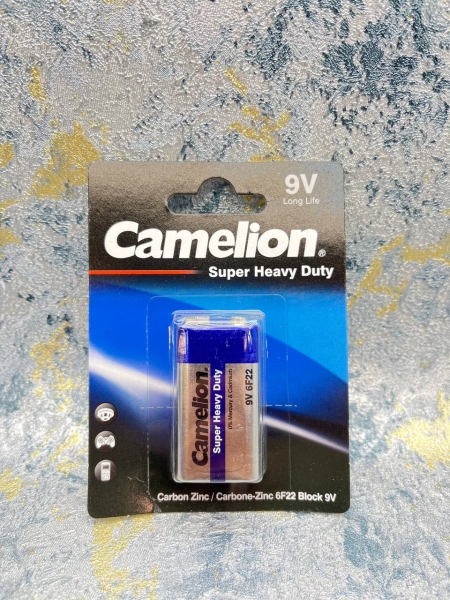 9V
Long Life
Camelion®
Super Heavy Duty
Camelion®
Super Heavy Duty
0% Mercury & Cadmium
9V 6F22
Carbon Zinc / Carbone-Zinc 6F22 Block 9V